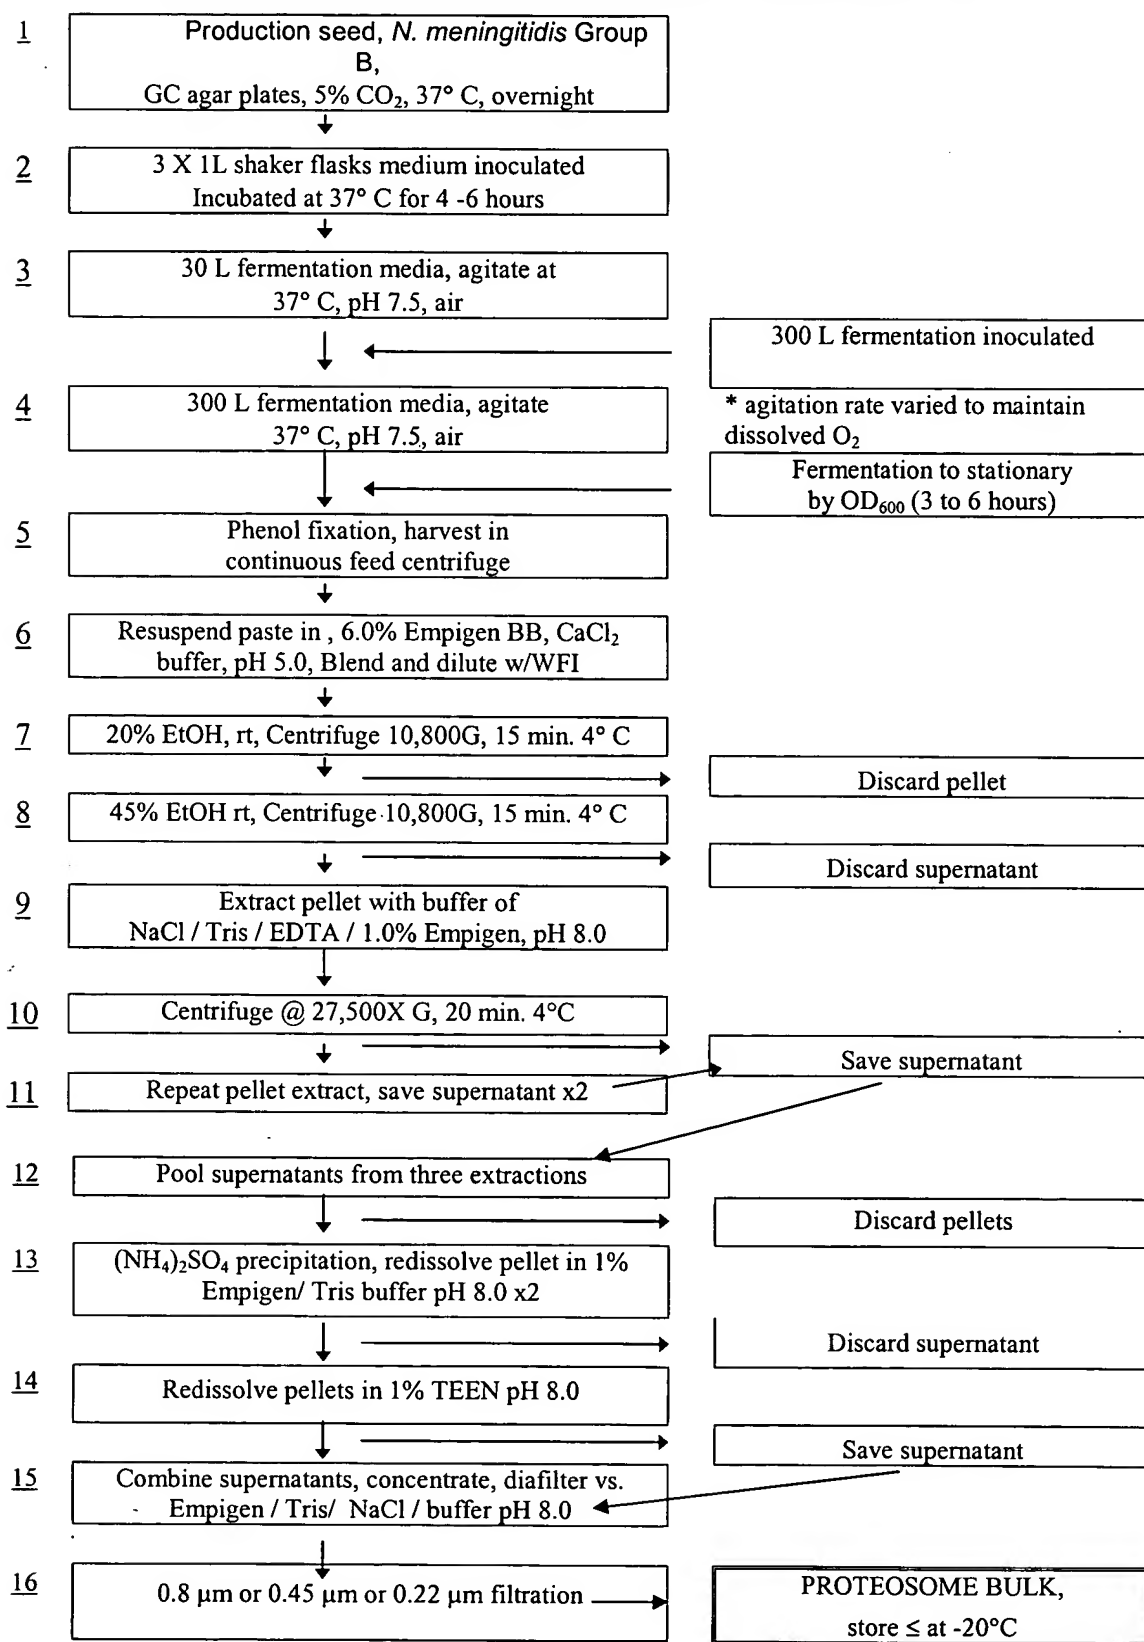 1
Production seed, N. meningitidis Group
B,
GC agar plates, 5% CO₂, 37° C, overnight
2
3 X 1L shaker flasks medium inoculated
Incubated at 37° C for 4 -6 hours
3
30 L fermentation media, agitate at
37° C, pH 7.5, air
300 L fermentation inoculated
4
300 L fermentation media, agitate
37° C, pH 7.5, air
* agitation rate varied to maintain
dissolved O₂
Fermentation to stationary
by OD₆₀₀ (3 to 6 hours)
5
Phenol fixation, harvest in
continuous feed centrifuge
6
Resuspend paste in , 6.0% Empigen BB, CaCl₂
buffer, pH 5.0, Blend and dilute w/WFI
7
20% EtOH, rt, Centrifuge 10,800G, 15 min. 4° C
Discard pellet
8
45% EtOH rt, Centrifuge 10,800G, 15 min. 4° C
Discard supernatant
9
Extract pellet with buffer of
NaCl / Tris / EDTA / 1.0% Empigen, pH 8.0
10
Centrifuge @ 27,500X G, 20 min. 4°C
Save supernatant
11
Repeat pellet extract, save supernatant x2
12
Pool supernatants from three extractions
Discard pellets
13
(NH₄)₂SO₄ precipitation, redissolve pellet in 1%
Empigen/ Tris buffer pH 8.0 x2
Discard supernatant
14
Redissolve pellets in 1% TEEN pH 8.0
Save supernatant
15
Combine supernatants, concentrate, diafilter vs.
Empigen / Tris/ NaCl / buffer pH 8.0
16
0.8 µm or 0.45 µm or 0.22 µm filtration
PROTEOSOME BULK,
store ≤ at -20°C